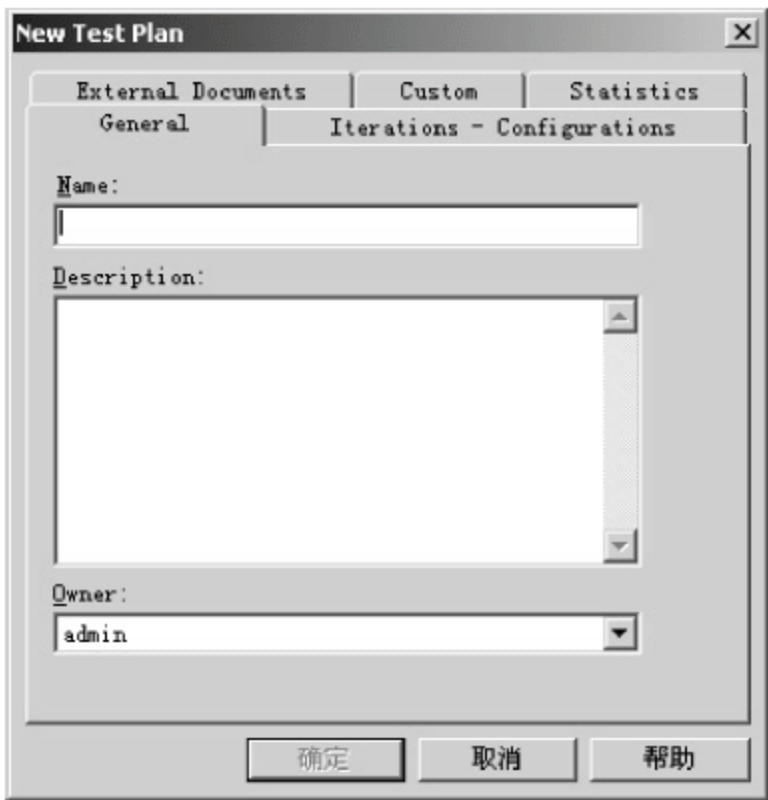 New Test Plan
External Documents Custom Statistics
General Iterations - Configurations
Name:
Description:
Owner:
admin
确定 取消 帮助